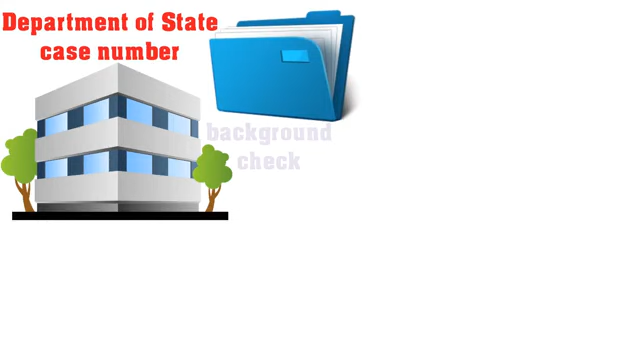 Department of State
case number
background
check